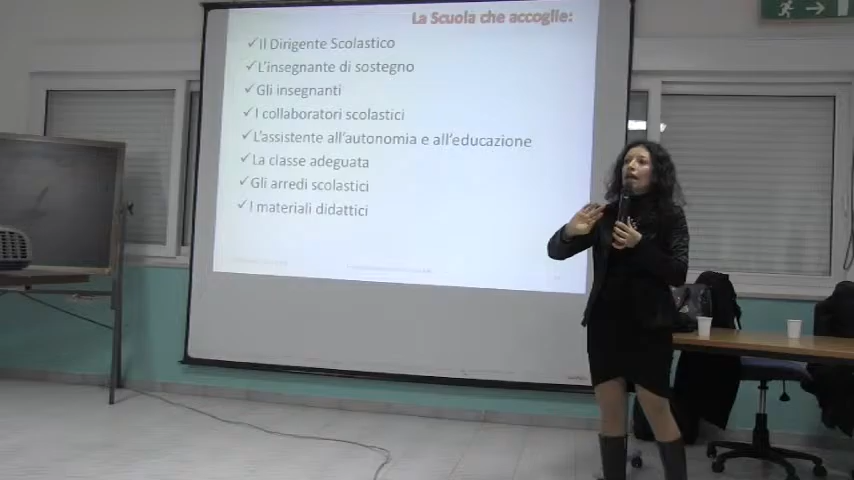 La Scuola che accoglie:
✓Il Dirigente Scolastico
✓L'insegnante di sostegno
✓Gli insegnanti
✓I collaboratori scolastici
✓L'assistente all'autonomia e all'educazione
✓La classe adeguata
✓Gli arredi scolastici
✓I materiali didattici